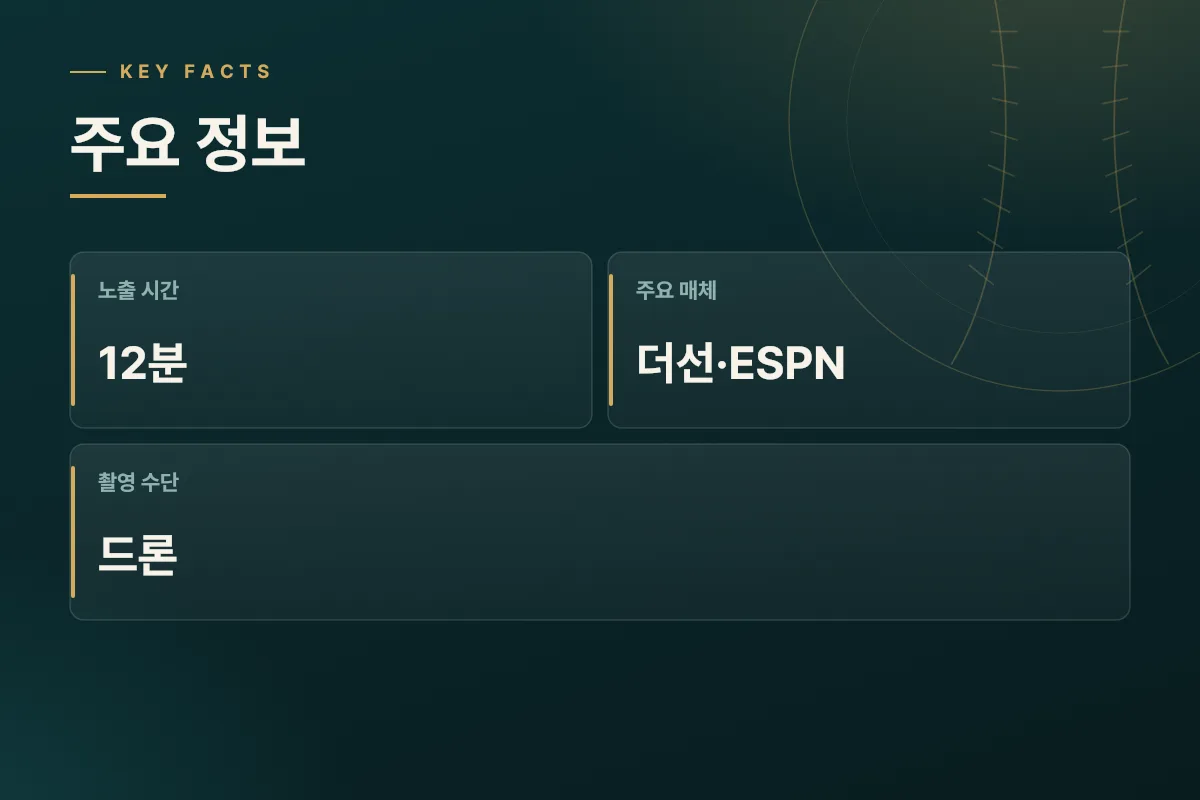 KEY FACTS
주요 정보
노출 시간
12분
주요 매체
더선·ESPN
촬영 수단
드론